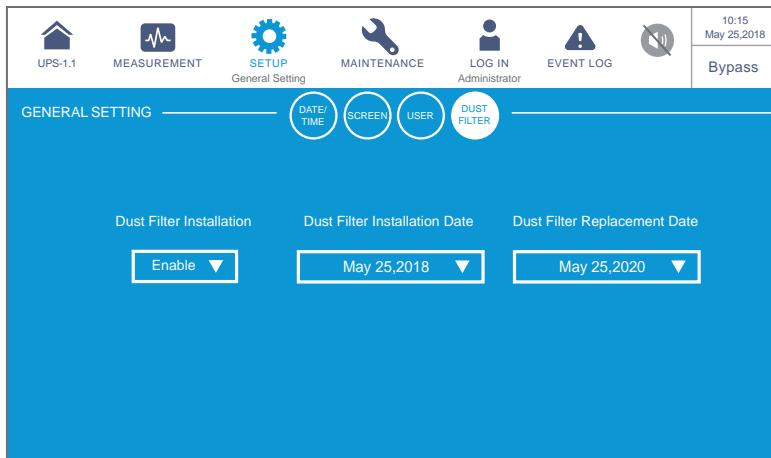 10:15
May 25,2018
UPS-1.1 MEASUREMENT SETUP MAINTENANCE LOG IN EVENT LOG
General Setting Administrator
Bypass
GENERAL SETTING
DATE/
TIME
SCREEN
USER
DUST
FILTER
Dust Filter Installation Dust Filter Installation Date Dust Filter Replacement Date
Enable May 25,2018 May 25,2020